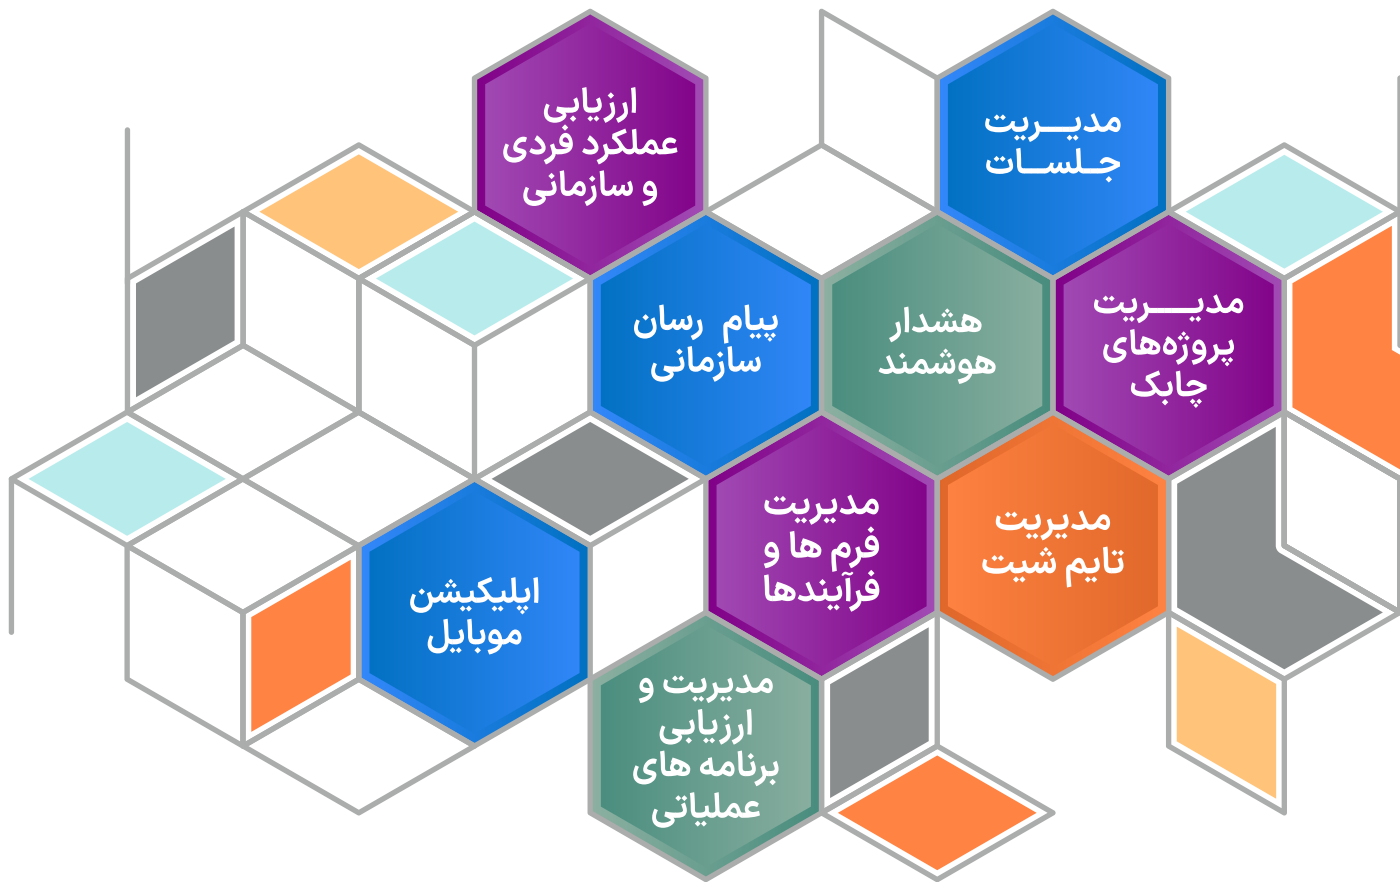 ارزیابی
عملکرد فردی
و سازمانی
مدیــریت
جـلسـات
پیام رسان
سازمانی
هشدار
هوشمند
مدیـــریت
پروژه‌های
چابک
مدیریت
فرم ها و
فرآیندها
مدیریت
تایم شیت
اپلیکیشن
موبایل
مدیریت و
ارزیابی
برنامه های
عملیاتی